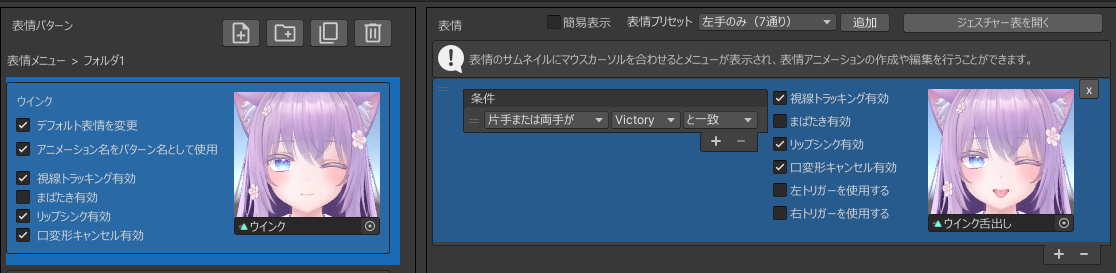 表情パターン
表情メニュー > フォルダ1
ウインク
デフォルト表情を変更
アニメーション名をパターン名として使用
視線トラッキング有効
まばたき有効
リップシンク有効
口変形キャンセル有効
ウインク
表情
簡易表示
表情プリセット
左手のみ（7通り）
追加
ジェスチャー表を開く
表情のサムネイルにマウスカーソルを合わせるとメニューが表示され、表情アニメーションの作成や編集を行うことができます。
条件
片手または両手が
Victory
と一致
+ −
視線トラッキング有効
まばたき有効
リップシンク有効
口変形キャンセル有効
左トリガーを使用する
右トリガーを使用する
ウインク舌出し
x
+ −